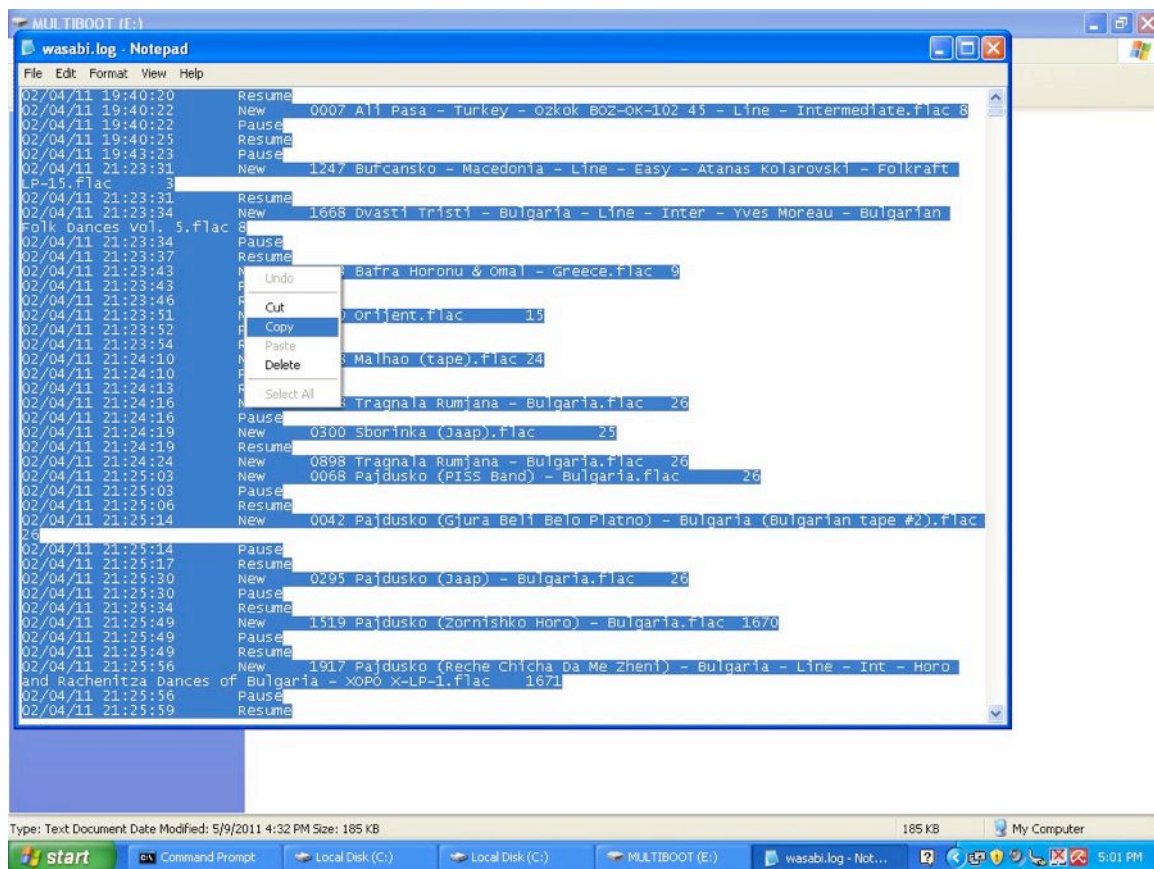 MULTIBOOT (E:)
wasabi.log - Notepad
File Edit Format View Help
02/04/11 19:40:20 Resume
02/04/11 19:40:22 New 0007 Ali Pasa - Turkey - Ozkok BOZ-OK-102 45 - Line - Intermediate.flac 8
02/04/11 19:40:22 Pause
02/04/11 19:40:25 Resume
02/04/11 19:43:23 Pause
02/04/11 21:23:31 New 1247 Bufcansko - Macedonia - Line - Easy - Atanas Kolarovski - Folkraft
LP-15.flac 3
02/04/11 21:23:31 Resume
02/04/11 21:23:34 New 1668 Dvasti Tristi - Bulgaria - Line - Inter - Yves Moreau - Bulgarian
Folk Dances Vol. 5.flac 8
02/04/11 21:23:34 Pause
02/04/11 21:23:37 Resume
02/04/11 21:23:43 Bafra Horonu & Omal - Greece.flac 9
02/04/11 21:23:43
02/04/11 21:23:46
02/04/11 21:23:51 Orijent.flac 15
02/04/11 21:23:52
02/04/11 21:23:54
02/04/11 21:24:10 Malhao (tape).flac 24
02/04/11 21:24:10
02/04/11 21:24:13
02/04/11 21:24:16 Tragnala Rumjana - Bulgaria.flac 26
02/04/11 21:24:16 Pause
02/04/11 21:24:19 New 0300 Sborinka (Jaap).flac 25
02/04/11 21:24:19 Resume
02/04/11 21:24:24 New 0898 Tragnala Rumjana - Bulgaria.flac 26
02/04/11 21:25:03 New 0068 Pajdusko (PISS Band) - Bulgaria.flac 26
02/04/11 21:25:03 Pause
02/04/11 21:25:06 Resume
02/04/11 21:25:14 New 0042 Pajdusko (Gjura Beli Belo Platno) - Bulgaria (Bulgarian tape #2).flac
26
02/04/11 21:25:14 Pause
02/04/11 21:25:17 Resume
02/04/11 21:25:30 New 0295 Pajdusko (Jaap) - Bulgaria.flac 26
02/04/11 21:25:30 Pause
02/04/11 21:25:34 Resume
02/04/11 21:25:49 New 1519 Pajdusko (Zornishko Horo) - Bulgaria.flac 1670
02/04/11 21:25:49 Pause
02/04/11 21:25:49 Resume
02/04/11 21:25:56 New 1917 Pajdusko (Reche Chicha Da Me Zheni) - Bulgaria - Line - Int - Horo
and Rachenitza Dances of Bulgaria - XOPO X-LP-1.flac 1671
02/04/11 21:25:56 Pause
02/04/11 21:25:59 Resume
Undo
Cut
Copy
Paste
Delete
Select All
Type: Text Document Date Modified: 5/9/2011 4:32 PM Size: 185 KB
185 KB
My Computer
start
Command Prompt
Local Disk (C:)
Local Disk (C:)
MULTIBOOT (E:)
wasabi.log - Not...
5:01 PM